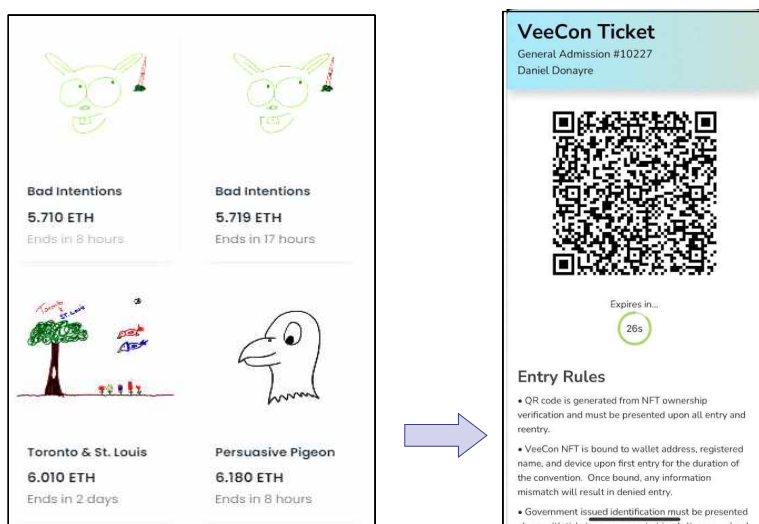 Bad Intentions
5.710 ETH
Ends in 8 hours
Bad Intentions
5.719 ETH
Ends in 17 hours
Toronto
&
ST. Louis
Toronto & St. Louis
6.010 ETH
Ends in 2 days
Persuasive Pigeon
6.180 ETH
Ends in 8 hours
VeeCon Ticket
General Admission #10227
Daniel Donayre
Expires in...
26s
Entry Rules
• QR code is generated from NFT ownership
verification and must be presented upon all entry and
reentry.
• VeeCon NFT is bound to wallet address, registered
name, and device upon first entry for the duration of
the convention. Once bound, any information
mismatch will result in denied entry.
• Government issued identification must be presented